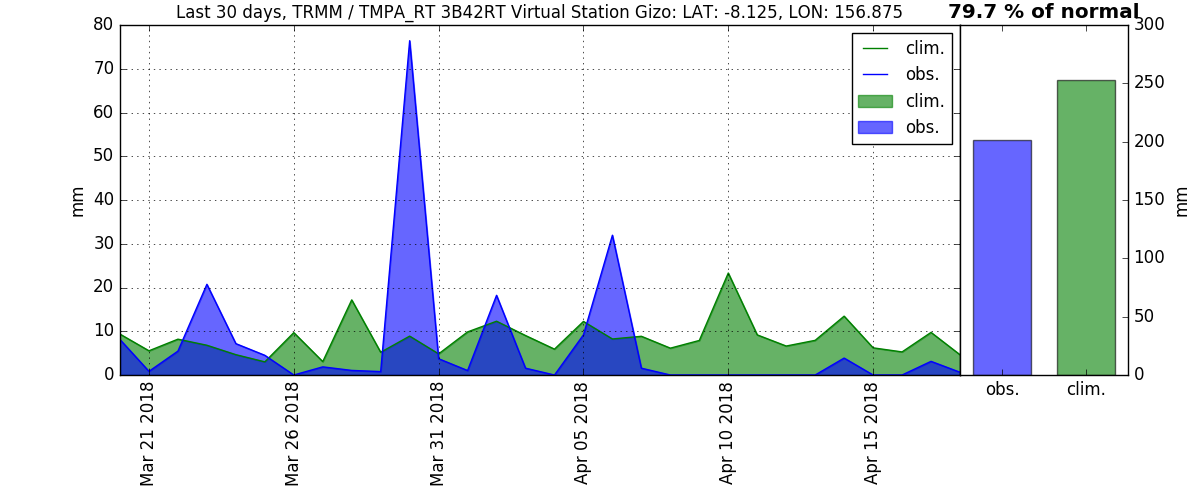 Last 30 days, TRMM / TMPA_RT 3B42RT Virtual Station Gizo: LAT: -8.125, LON: 156.875
79.7 % of normal
80
70
60
50
40
30
20
10
0
mm
clim.
obs.
clim.
obs.
Mar 21 2018
Mar 26 2018
Mar 31 2018
Apr 05 2018
Apr 10 2018
Apr 15 2018
300
250
200
150
100
50
0
mm
obs.
clim.